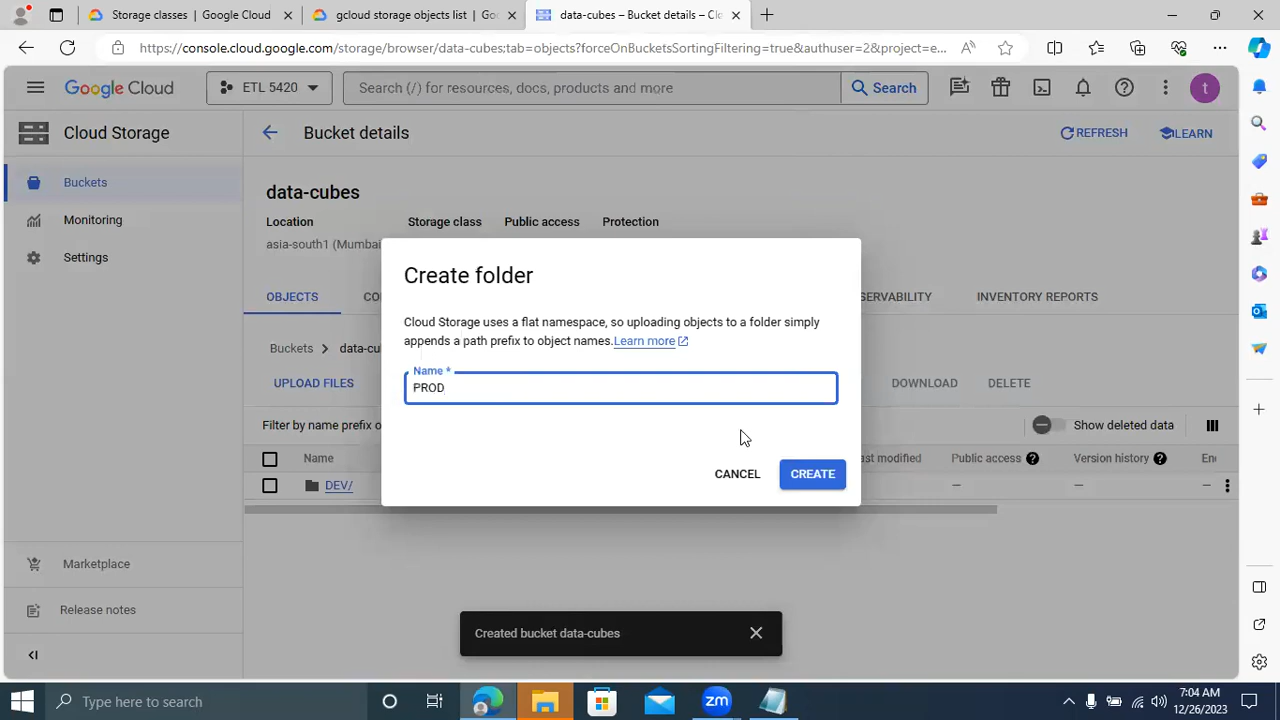 Storage classes | Google Cloud
gcloud storage objects list | Goo
data-cubes – Bucket details – Clo
https://console.cloud.google.com/storage/browser/data-cubes;tab=objects?forceOnBucketsSortingFiltering=true&authuser=2&project=e...
Google Cloud
ETL 5420
Search (/) for resources, docs, products and more
Search
t
Cloud Storage
Bucket details
REFRESH
LEARN
Buckets
Monitoring
Settings
data-cubes
Location
Storage class
Public access
Protection
asia-south1 (Mumbai
OBJECTS
CO
SERVABILITY
INVENTORY REPORTS
Create folder
Cloud Storage uses a flat namespace, so uploading objects to a folder simply
appends a path prefix to object names.Learn more
Name *
PROD
CANCEL
CREATE
Buckets
data-cu
UPLOAD FILES
DOWNLOAD
DELETE
Filter by name prefix o
Show deleted data
Name
ast modified
Public access
Version history
En
DEV/
—
—
—
Marketplace
Release notes
Created bucket data-cubes
Type here to search
zm
7:04 AM
12/26/2023